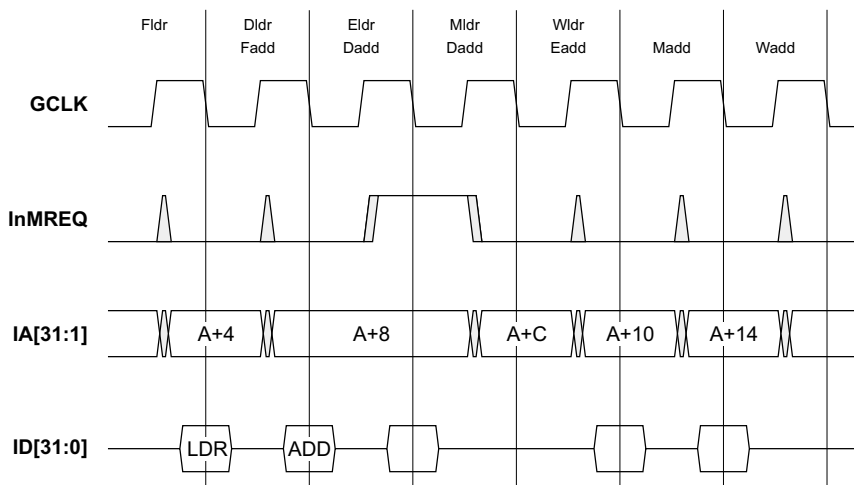 Fldr Dldr Eldr Mldr Wldr
Fadd Dadd Dadd Eadd Madd Wadd
GCLK
InMREQ
IA[31:1] A+4 A+8 A+C A+10 A+14
ID[31:0] LDR ADD